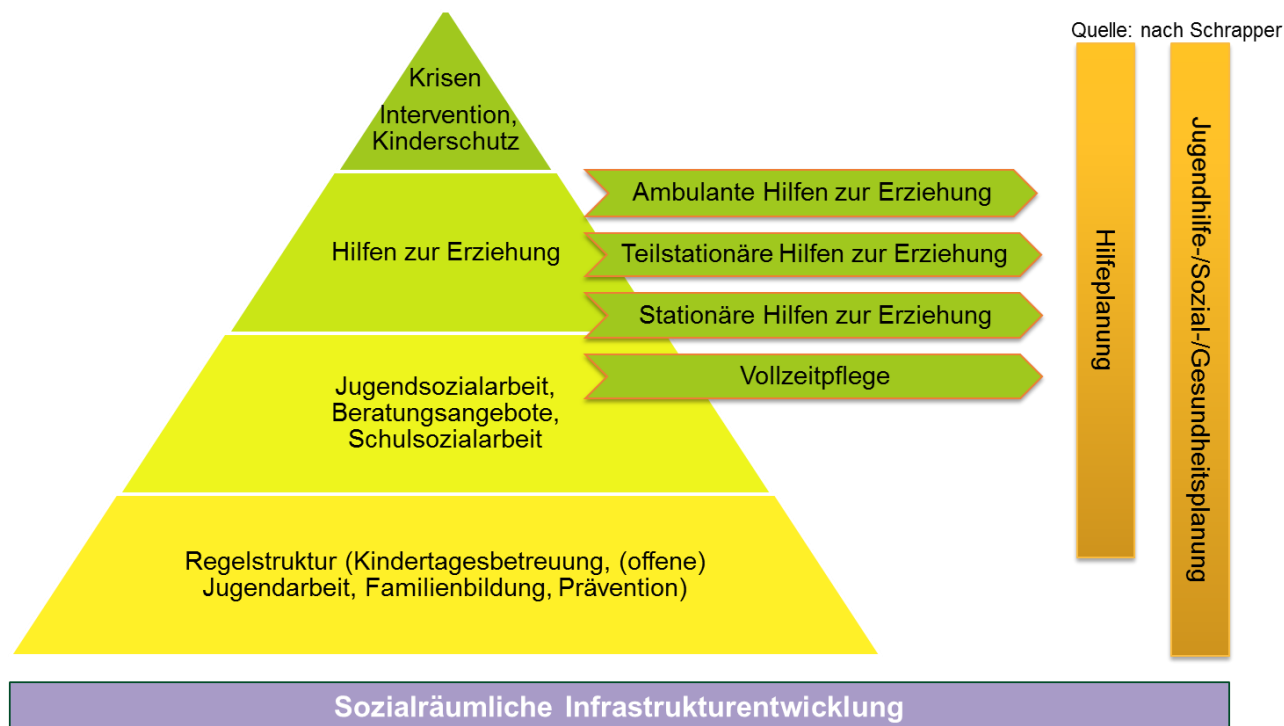 Quelle: nach Schrapper
Krisen
Intervention,
Kinderschutz
Hilfen zur Erziehung
Ambulante Hilfen zur Erziehung
Teilstationäre Hilfen zur Erziehung
Stationäre Hilfen zur Erziehung
Vollzeitpflege
Jugendsozialarbeit,
Beratungsangebote,
Schulsozialarbeit
Regelstruktur (Kindertagesbetreuung, (offene)
Jugendarbeit, Familienbildung, Prävention)
Hilfeplanung
Jugendhilfe-/Sozial-/Gesundheitsplanung
Sozialräumliche Infrastrukturentwicklung